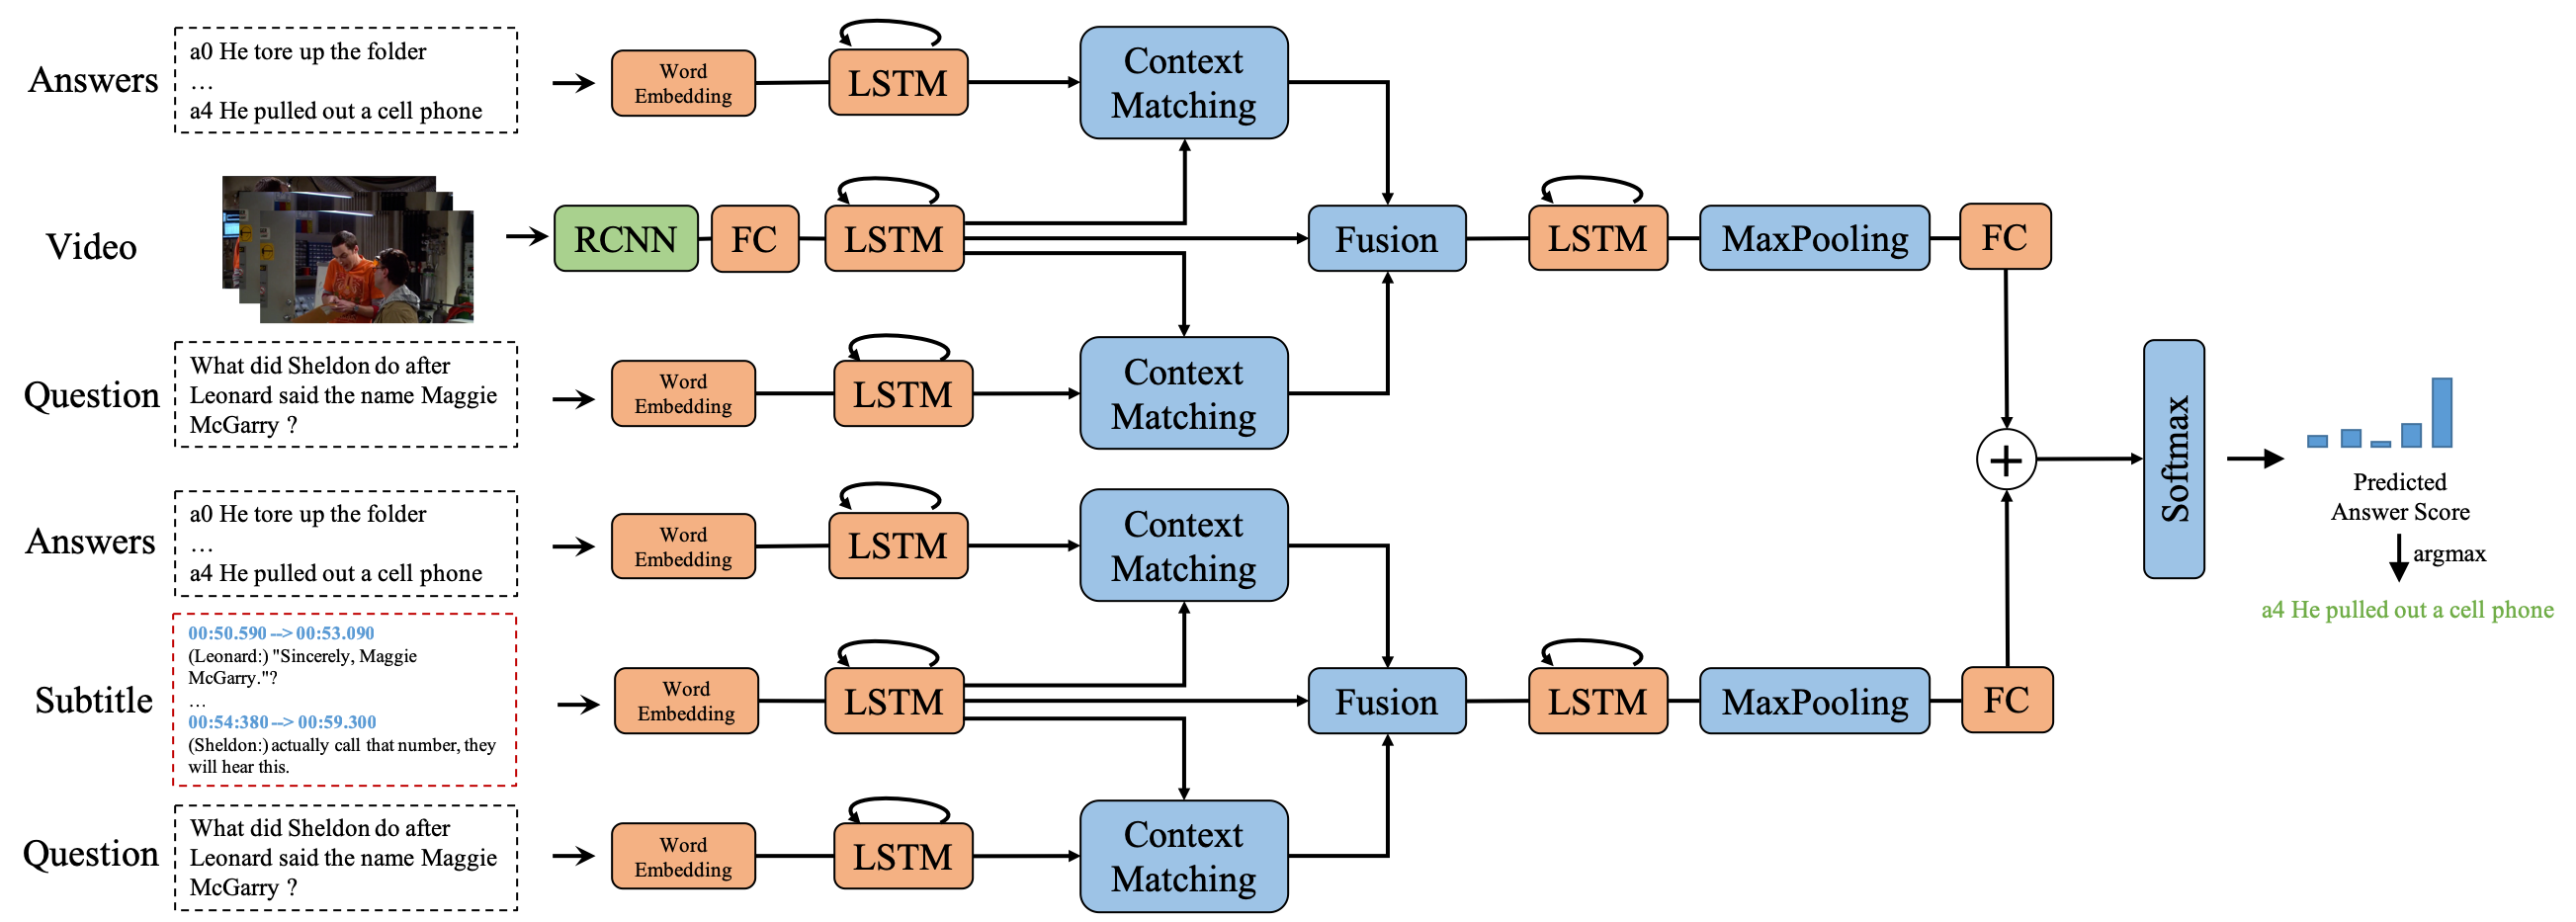 Answers
a0 He tore up the folder
…
a4 He pulled out a cell phone
Word
Embedding
LSTM
Context
Matching
Video
RCNN
FC
LSTM
Fusion
LSTM
MaxPooling
FC
Question
What did Sheldon do after
Leonard said the name Maggie
McGarry ?
Word
Embedding
LSTM
Context
Matching
Answers
a0 He tore up the folder
…
a4 He pulled out a cell phone
Word
Embedding
LSTM
Context
Matching
Subtitle
00:50.590 --> 00:53.090
(Leonard:) "Sincerely, Maggie
McGarry."?
…
00:54:380 --> 00:59.300
(Sheldon:) actually call that number, they
will hear this.
Word
Embedding
LSTM
Fusion
LSTM
MaxPooling
FC
Question
What did Sheldon do after
Leonard said the name Maggie
McGarry ?
Word
Embedding
LSTM
Context
Matching
+
Softmax
Predicted
Answer Score
argmax
a4 He pulled out a cell phone